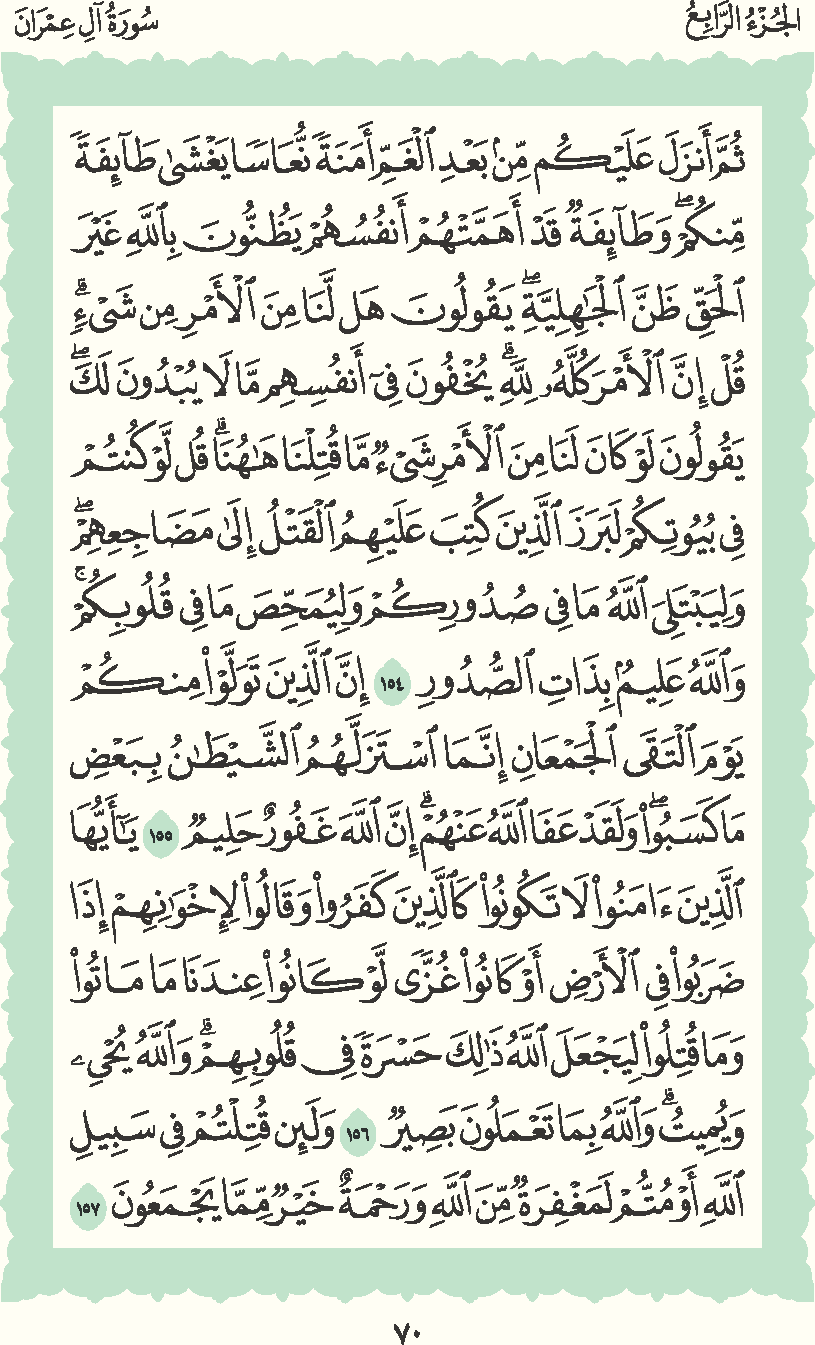 الجُزْءُ الرَّابِعُ
سُورَةُ آلِ عِمْرَانَ
ثُمَّ أَنزَلَ عَلَيْكُم مِّنۢ بَعْدِ ٱلْغَمِّ أَمَنَةً نُّعَاسًا يَغْشَىٰ طَآئِفَةً
مِّنكُمْۖ وَطَآئِفَةٌ قَدْ أَهَمَّتْهُمْ أَنفُسُهُمْ يَظُنُّونَ بِٱللَّهِ غَيْرَ
ٱلْحَقِّ ظَنَّ ٱلْجَٰهِلِيَّةِۖ يَقُولُونَ هَل لَّنَا مِنَ ٱلْأَمْرِ مِن شَىْءٍۗ
قُلْ إِنَّ ٱلْأَمْرَ كُلَّهُۥ لِلَّهِۗ يُخْفُونَ فِىٓ أَنفُسِهِم مَّا لَا يُبْدُونَ لَكَۖ
يَقُولُونَ لَوْ كَانَ لَنَا مِنَ ٱلْأَمْرِ شَىْءٌ مَّا قُتِلْنَا هَٰهُنَاۗ قُل لَّوْ كُنتُمْ
فِى بُيُوتِكُمْ لَبَرَزَ ٱلَّذِينَ كُتِبَ عَلَيْهِمُ ٱلْقَتْلُ إِلَىٰ مَضَاجِعِهِمْۖ
وَلِيَبْتَلِىَ ٱللَّهُ مَا فِى صُدُورِكُمْ وَلِيُمَحِّصَ مَا فِى قُلُوبِكُمْۚ
وَٱللَّهُ عَلِيمٌۢ بِذَاتِ ٱلصُّدُورِ ١٥٤ إِنَّ ٱلَّذِينَ تَوَلَّوْا۟ مِنكُمْ
يَوْمَ ٱلْتَقَى ٱلْجَمْعَانِ إِنَّمَا ٱسْتَزَلَّهُمُ ٱلشَّيْطَٰنُ بِبَعْضِ
مَا كَسَبُوا۟ۖ وَلَقَدْ عَفَا ٱللَّهُ عَنْهُمْۗ إِنَّ ٱللَّهَ غَفُورٌ حَلِيمٌ ١٥٥ يَٰٓأَيُّهَا
ٱلَّذِينَ ءَامَنُوا۟ لَا تَكُونُوا۟ كَٱلَّذِينَ كَفَرُوا۟ وَقَالُوا۟ لِإِخْوَٰنِهِمْ إِذَا
ضَرَبُوا۟ فِى ٱلْأَرْضِ أَوْ كَانُوا۟ غُزًّى لَّوْ كَانُوا۟ عِندَنَا مَا مَاتُوا۟
وَمَا قُتِلُوا۟ لِيَجْعَلَ ٱللَّهُ ذَٰلِكَ حَسْرَةً فِى قُلُوبِهِمْۗ وَٱللَّهُ يُحْىِۦ
وَيُمِيتُۗ وَٱللَّهُ بِمَا تَعْمَلُونَ بَصِيرٌ ١٥٦ وَلَئِن قُتِلْتُمْ فِى سَبِيلِ
ٱللَّهِ أَوْ مُتُّمْ لَمَغْفِرَةٌ مِّنَ ٱللَّهِ وَرَحْمَةٌ خَيْرٌ مِّمَّا يَجْمَعُونَ ١٥٧
٧٠